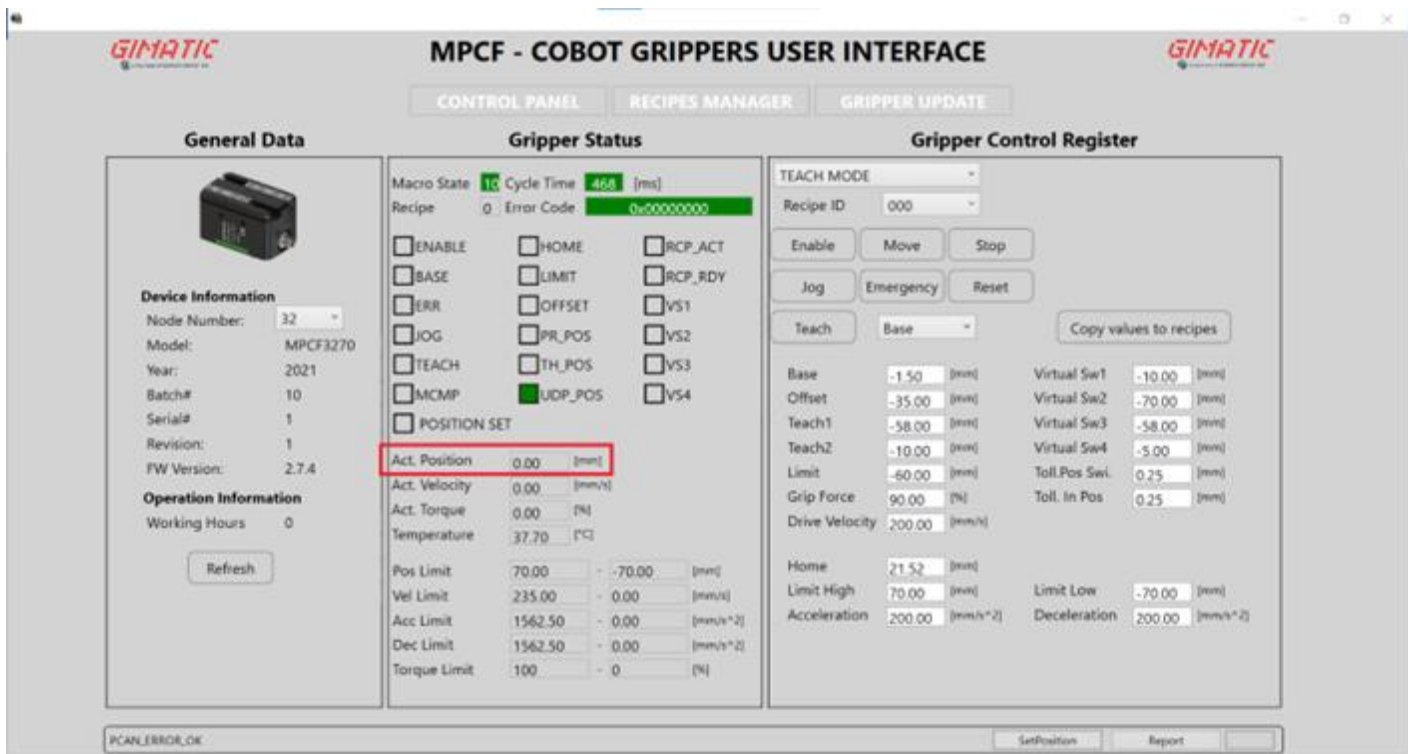 GIMATIC
MPCF - COBOT GRIPPERS USER INTERFACE
GIMATIC
CONTROL PANEL RECIPES MANAGER GRIPPER UPDATE
General Data
Device Information
Node Number: 32
Model: MPCF3270
Year: 2021
Batch# 10
Serial# 1
Revision: 1
FW Version: 2.7.4
Operation Information
Working Hours 0
Refresh
Gripper Status
Macro State 10 Cycle Time 468 [ms]
Recipe 0 Error Code 0x00000000
ENABLE HOME RCP_ACT
BASE LIMIT RCP_RDY
ERR OFFSET VS1
JOG PR_POS VS2
TEACH TH_POS VS3
MCMP UDP_POS VS4
POSITION SET
Act. Position 0.00 [mm]
Act. Velocity 0.00 [mm/s]
Act. Torque 0.00 [%]
Temperature 37.70 [°C]
Pos Limit 70.00 - -70.00 [mm]
Vel Limit 235.00 - 0.00 [mm/s]
Acc Limit 1562.50 - 0.00 [mm/s^2]
Dec Limit 1562.50 - 0.00 [mm/s^2]
Torque Limit 100 - 0 [%]
Gripper Control Register
TEACH MODE
Recipe ID 000
Enable Move Stop
Jog Emergency Reset
Teach Base Copy values to recipes
Base -1.50 [mm] Virtual Sw1 -10.00 [mm]
Offset -35.00 [mm] Virtual Sw2 -70.00 [mm]
Teach1 -58.00 [mm] Virtual Sw3 -58.00 [mm]
Teach2 -10.00 [mm] Virtual Sw4 -5.00 [mm]
Limit -60.00 [mm] Toll.Pos Swi. 0.25 [mm]
Grip Force 90.00 [%] Toll. In Pos 0.25 [mm]
Drive Velocity 200.00 [mm/s]
Home 21.52 [mm]
Limit High 70.00 [mm] Limit Low -70.00 [mm]
Acceleration 200.00 [mm/s^2] Deceleration 200.00 [mm/s^2]
PCAN_ERROR_OK SetPosition Report